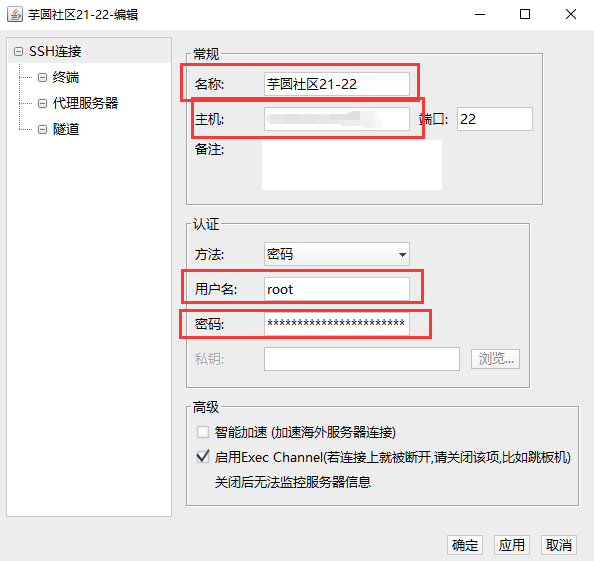 芋圆社区21-22-编辑
SSH连接
终端
代理服务器
隧道
常规
名称: 芋圆社区21-22
主机: 端口: 22
备注:
认证
方法: 密码
用户名: root
密码: ***********************
私钥: 浏览...
高级
智能加速 (加速海外服务器连接)
启用Exec Channel(若连接上就被断开,请关闭该项,比如跳板机)
关闭后无法监控服务器信息
确定 应用 取消